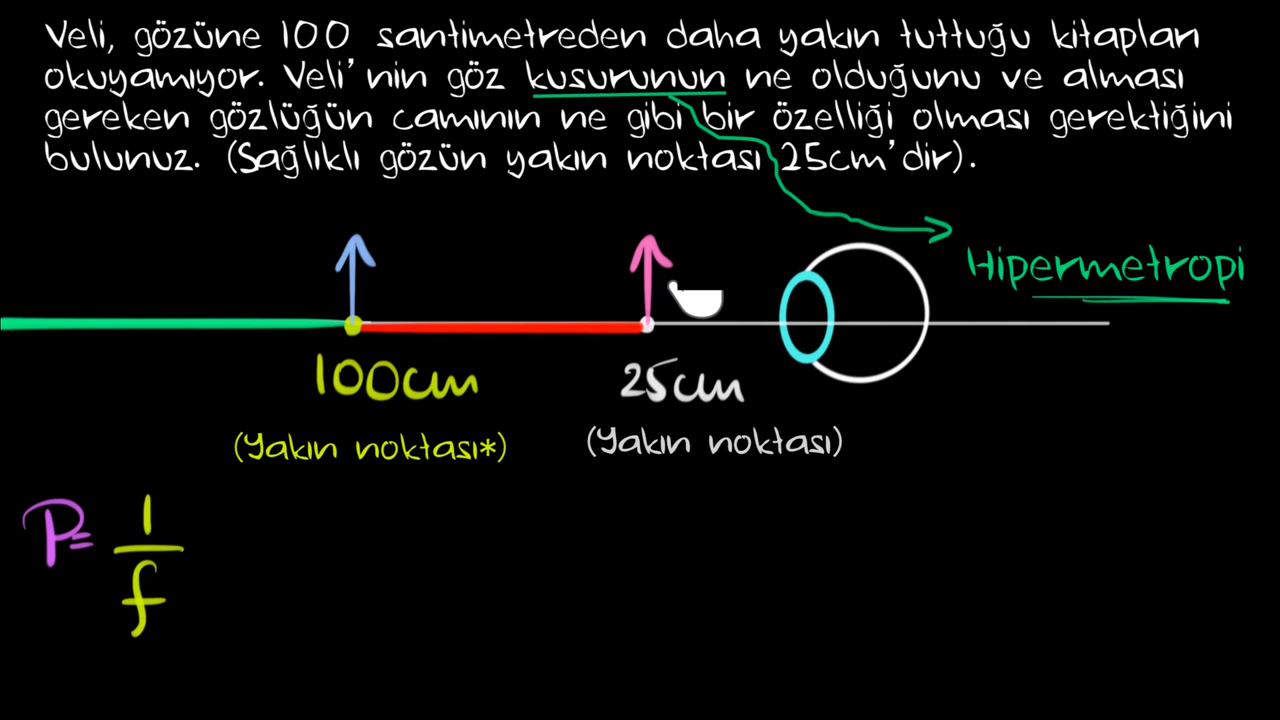 Veli, gözüne 100 santimetreden daha yakın tuttuğu kitapları
okuyamıyor. Veli'nin göz kusurunun ne olduğunu ve alması
gereken gözlüğün camının ne gibi bir özelliği olması gerektiğini
bulunuz. (Sağlıklı gözün yakın noktası 25cm'dir).
Hipermetropi
100cm
25cm
(Yakın noktası*)
(Yakın noktası)
P= 1/f